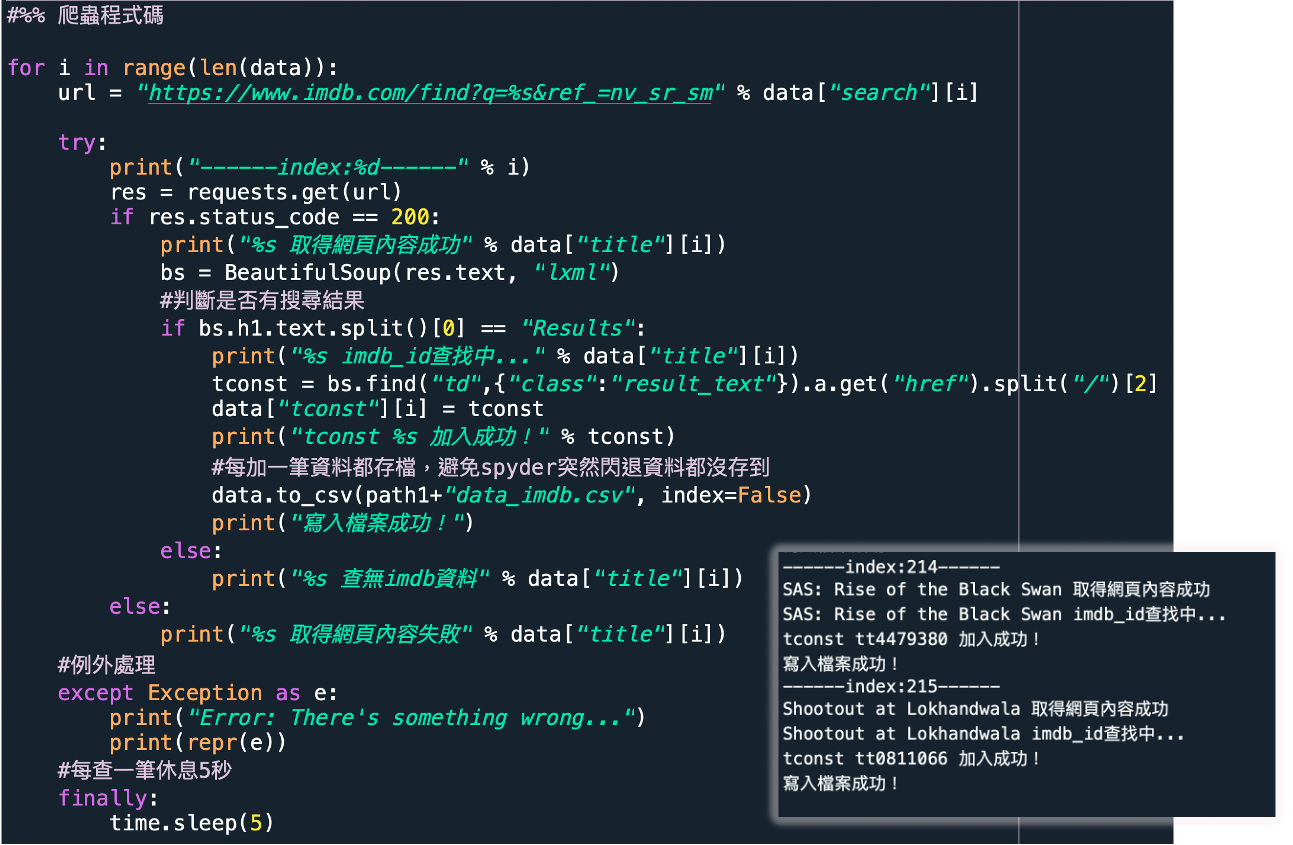 #%% 爬蟲程式碼
for i in range(len(data)):
    url = "https://www.imdb.com/find?q=%s&ref_=nv_sr_sm" % data["search"][i]
    try:
        print("------index:%d------" % i)
        res = requests.get(url)
        if res.status_code == 200:
            print("%s 取得網頁內容成功" % data["title"][i])
            bs = BeautifulSoup(res.text, "lxml")
            #判斷是否有搜尋結果
            if bs.h1.text.split()[0] == "Results":
                print("%s imdb_id查找中..." % data["title"][i])
                tconst = bs.find("td",{"class":"result_text"}).a.get("href").split("/")[2]
                data["tconst"][i] = tconst
                print("tconst %s 加入成功！" % tconst)
                #每加一筆資料都存檔，避免spyder突然閃退資料都沒存到
                data.to_csv(path1+"data_imdb.csv", index=False)
                print("寫入檔案成功！")
            else:
                print("%s 查無imdb資料" % data["title"][i])
        else:
            print("%s 取得網頁內容失敗" % data["title"][i])
    #例外處理
    except Exception as e:
        print("Error: There's something wrong...")
        print(repr(e))
    #每查一筆休息5秒
    finally:
        time.sleep(5)
------index:214------
SAS: Rise of the Black Swan 取得網頁內容成功
SAS: Rise of the Black Swan imdb_id查找中...
tconst tt4479380 加入成功！
寫入檔案成功！
------index:215------
Shootout at Lokhandwala 取得網頁內容成功
Shootout at Lokhandwala imdb_id查找中...
tconst tt0811066 加入成功！
寫入檔案成功！